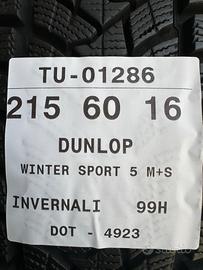 TU-01286
215 60 16
DUNLOP
WINTER SPORT 5 M+S
INVERNALI 99H
DOT - 4923